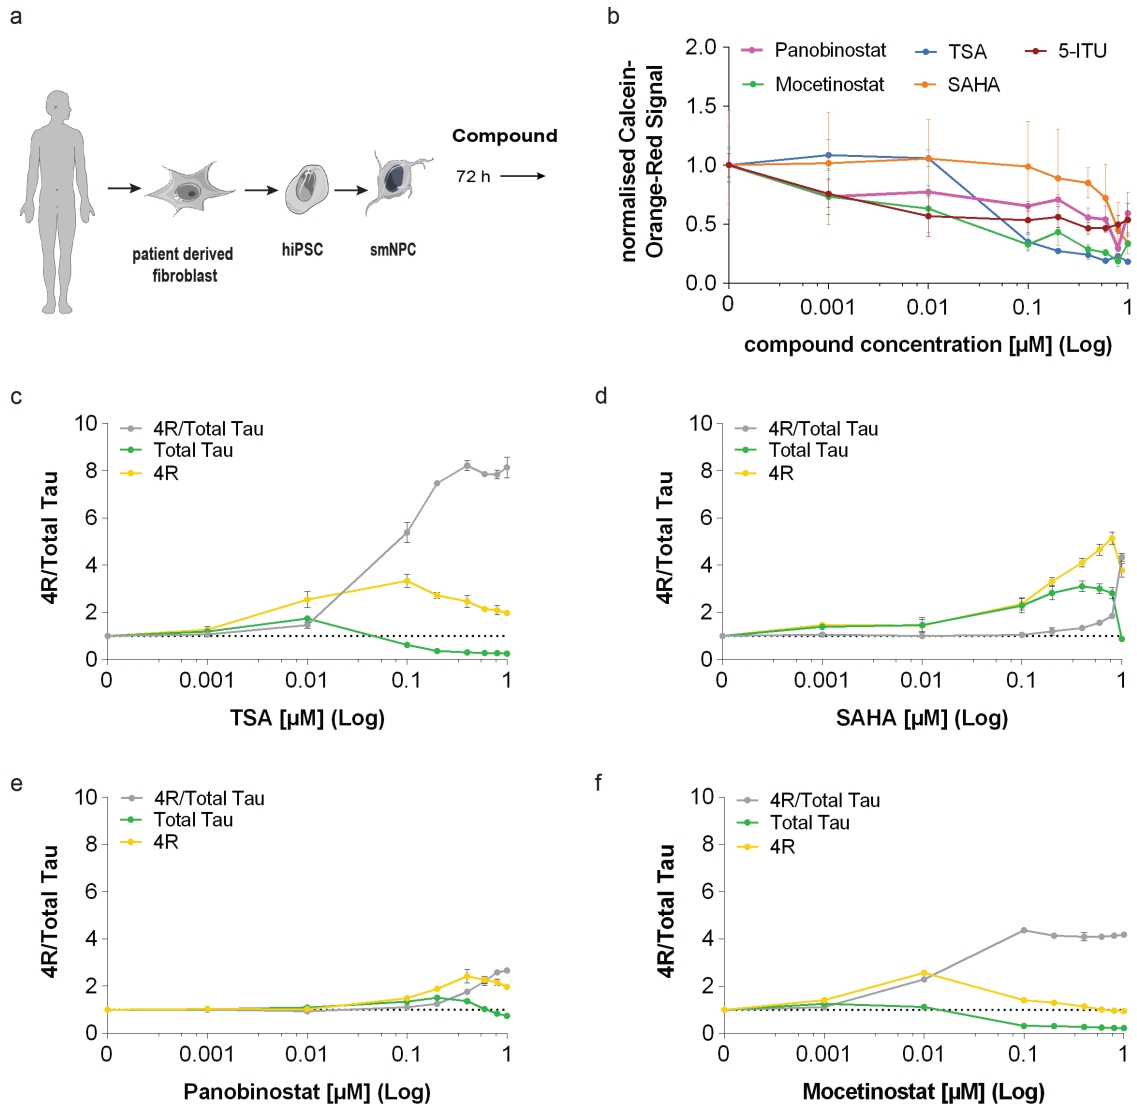 a
Compound
72 h
patient derived
fibroblast
hiPSC
smNPC
b
normalised Calcein-
Orange-Red Signal
2.0
1.5
1.0
0.5
0.0
Panobinostat
TSA
5-ITU
Mocetinostat
SAHA
0
0.001
0.01
0.1
1
compound concentration [µM] (Log)
c
4R/Total Tau
10
8
6
4
2
0
4R/Total Tau
Total Tau
4R
0
0.001
0.01
0.1
1
TSA [µM] (Log)
d
4R/Total Tau
10
8
6
4
2
0
4R/Total Tau
Total Tau
4R
0
0.001
0.01
0.1
1
SAHA [µM] (Log)
e
4R/Total Tau
10
8
6
4
2
0
4R/Total Tau
Total Tau
4R
0
0.001
0.01
0.1
1
Panobinostat [µM] (Log)
f
4R/Total Tau
10
8
6
4
2
0
4R/Total Tau
Total Tau
4R
0
0.001
0.01
0.1
1
Mocetinostat [µM] (Log)